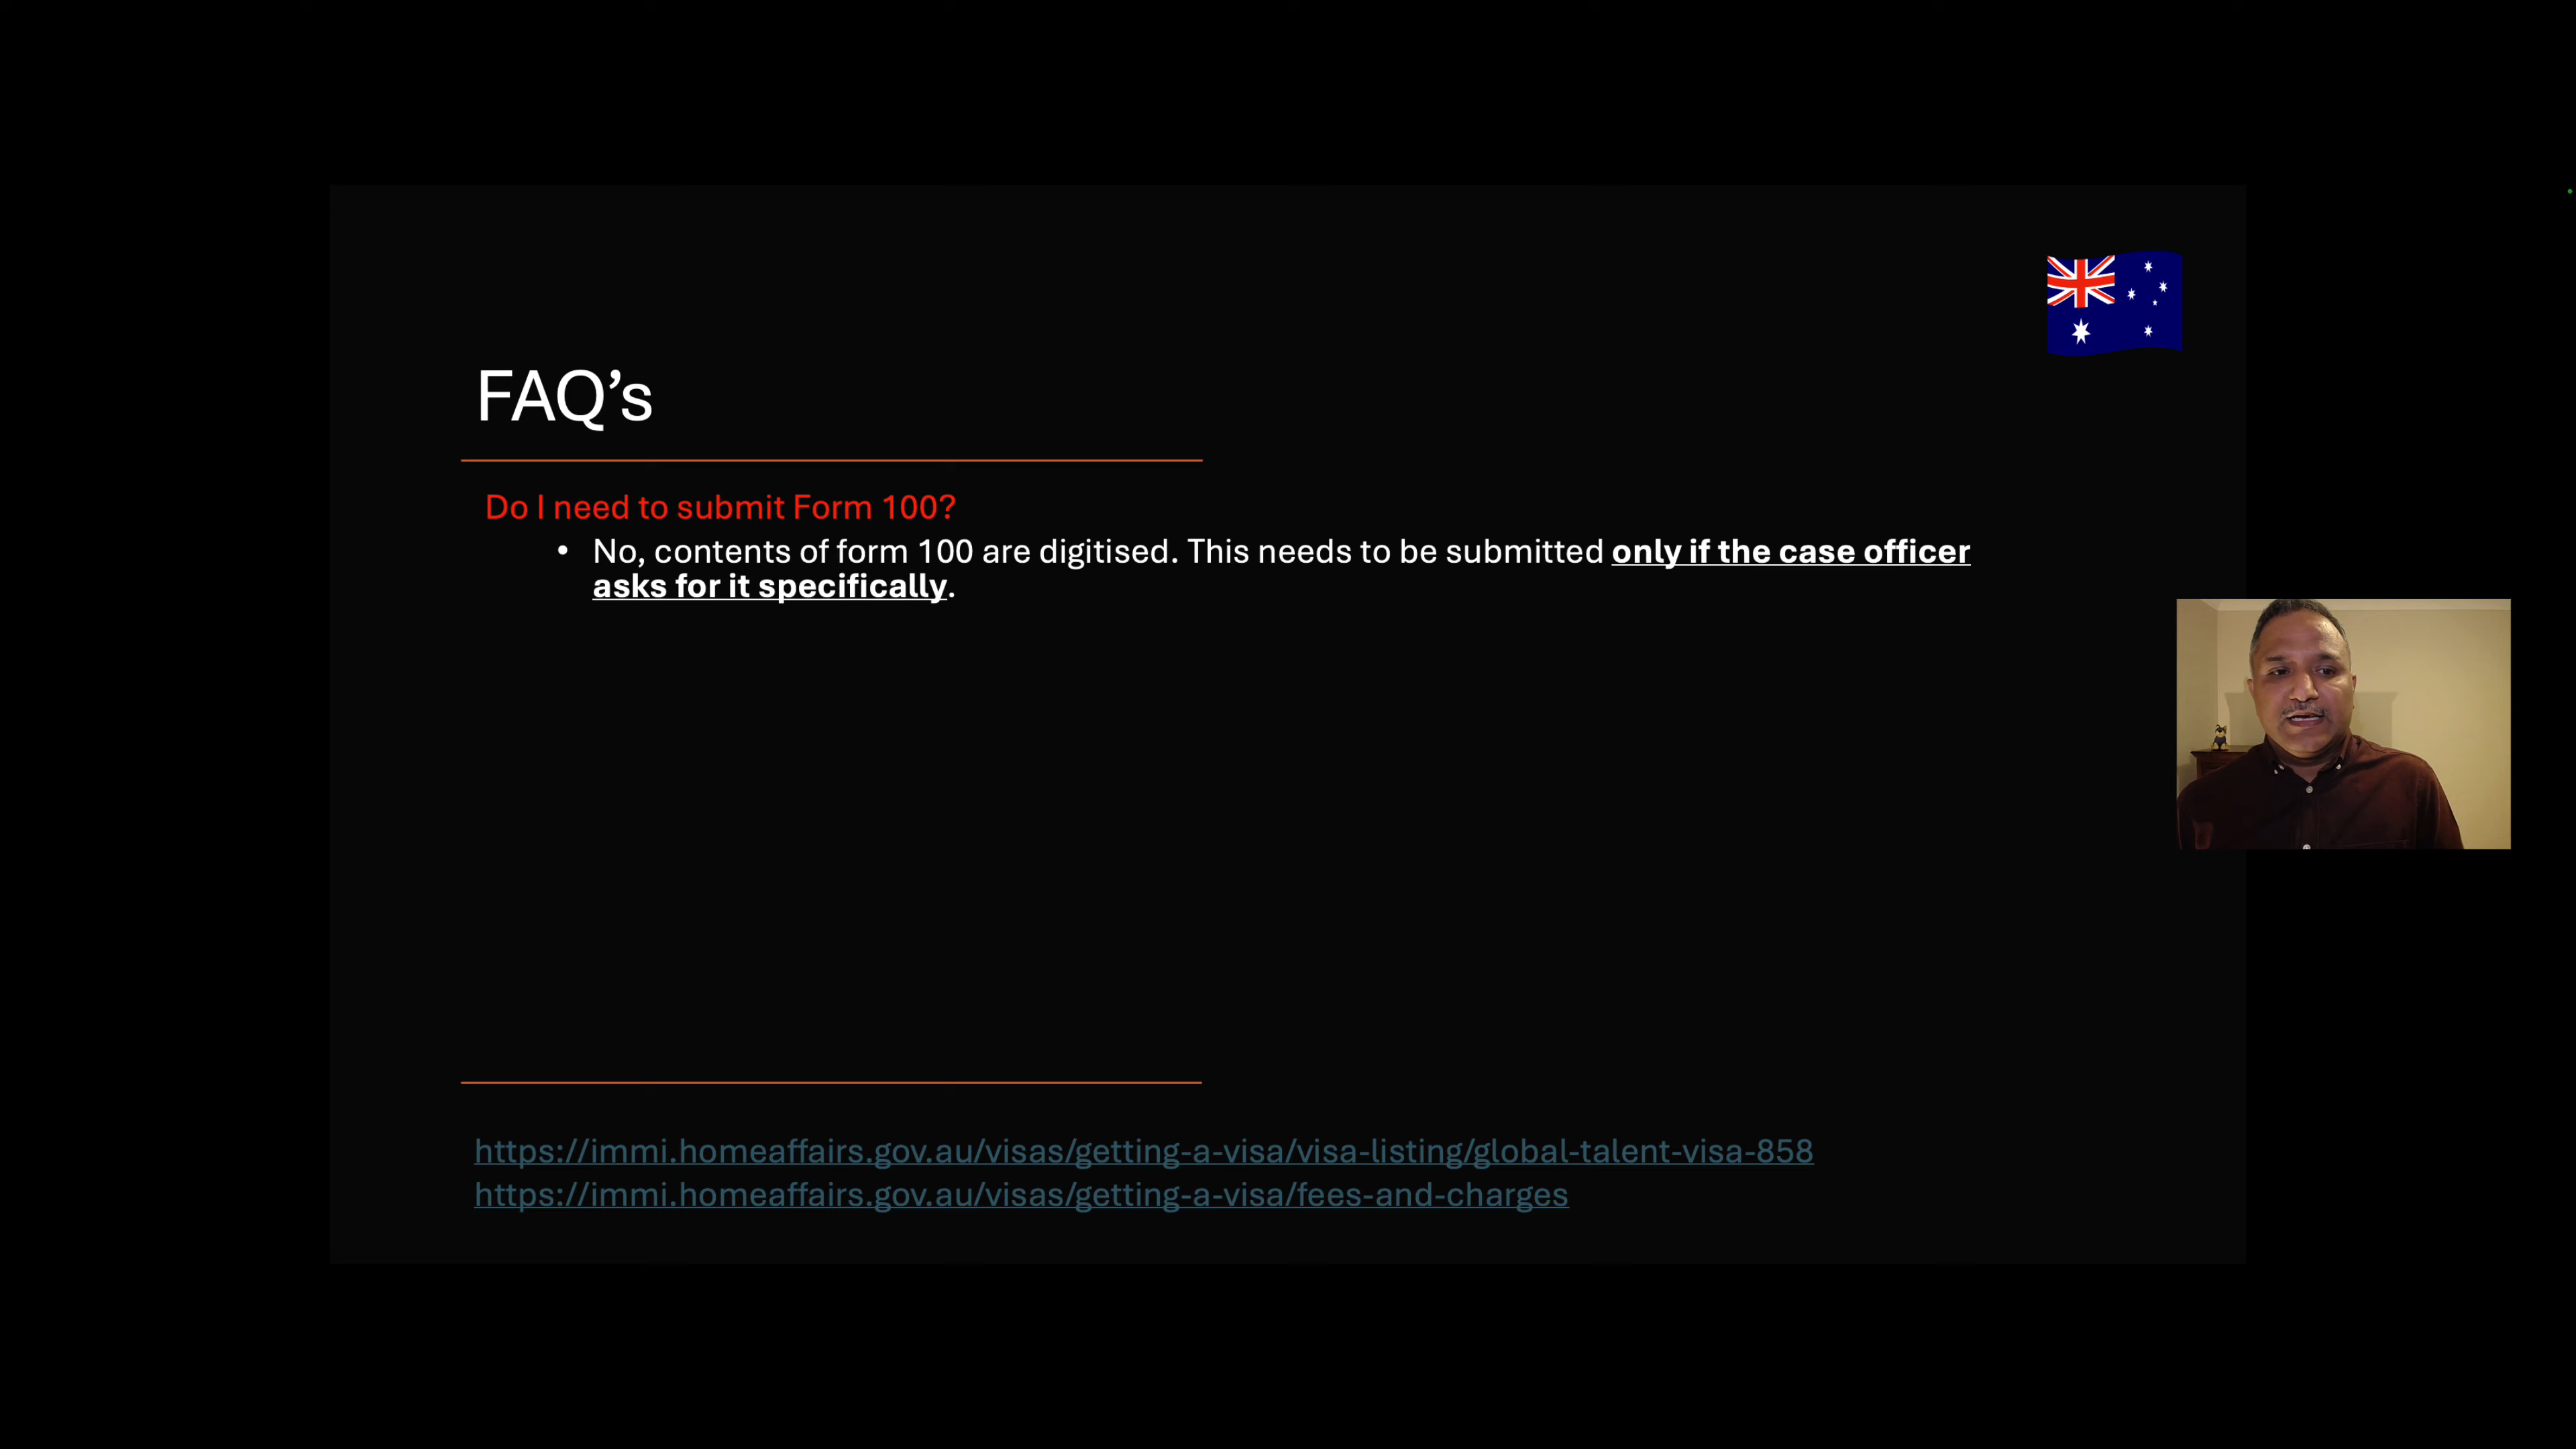 FAQ’s
Do I need to submit Form 100?
• No, contents of form 100 are digitised. This needs to be submitted only if the case officer
asks for it specifically.
https://immi.homeaffairs.gov.au/visas/getting-a-visa/visa-listing/global-talent-visa-858
https://immi.homeaffairs.gov.au/visas/getting-a-visa/fees-and-charges